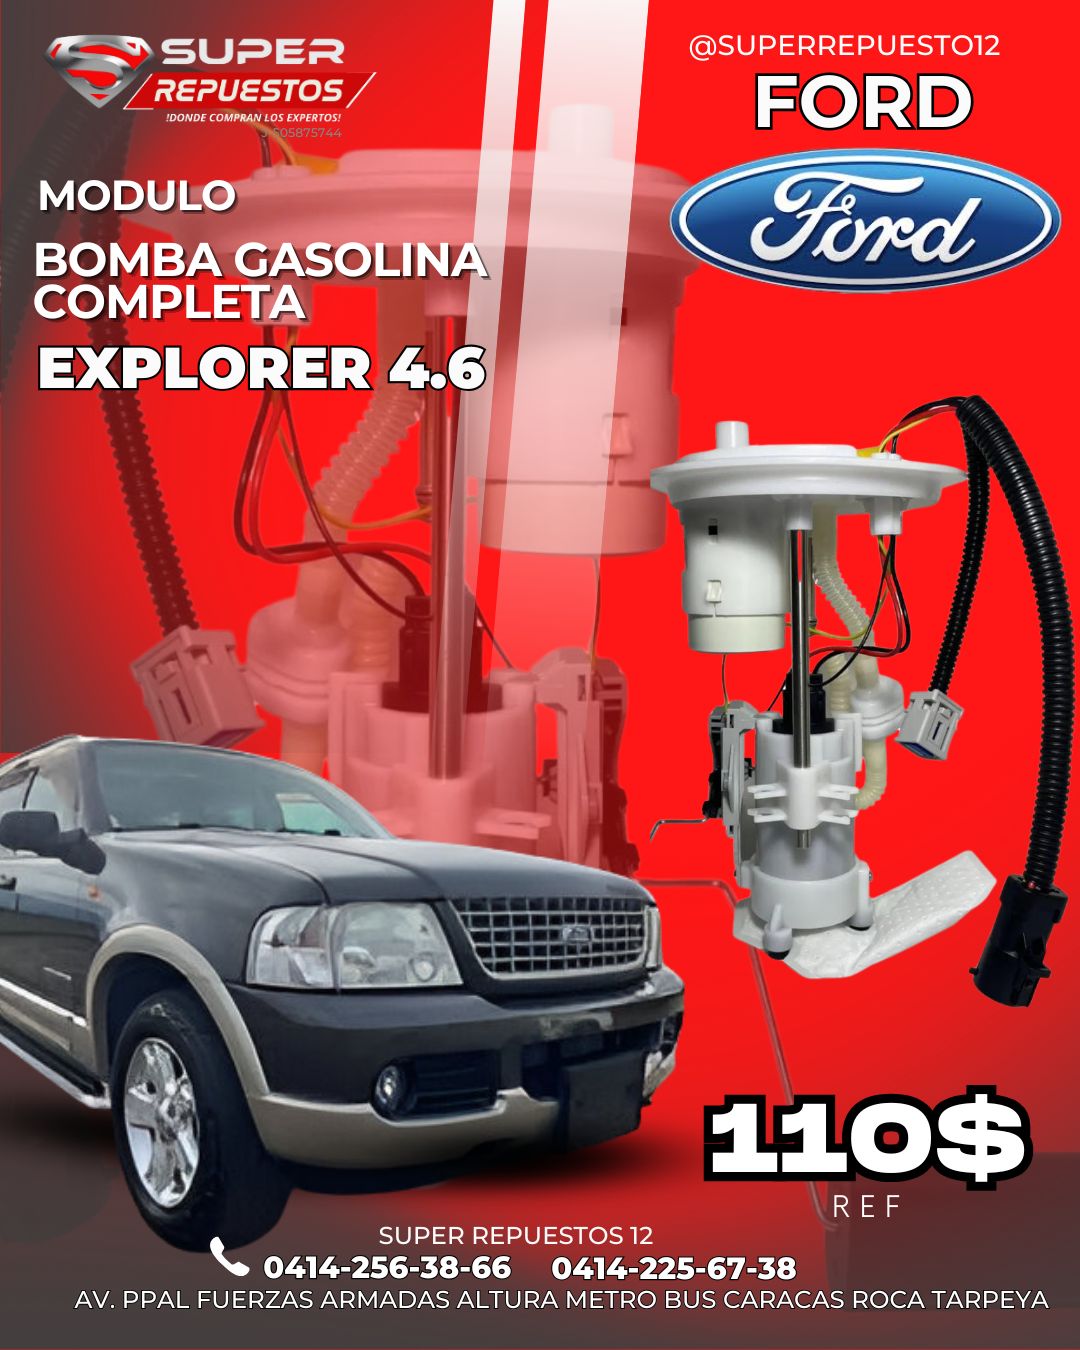 SUPER
REPUESTOS
!DONDE COMPRAN LOS EXPERTOS!
J-505875744
@SUPERREPUESTO12
FORD
Ford
MODULO
BOMBA GASOLINA
COMPLETA
EXPLORER 4.6
110$
REF
SUPER REPUESTOS 12
0414-256-38-66 0414-225-67-38
AV. PPAL FUERZAS ARMADAS ALTURA METRO BUS CARACAS ROCA TARPEYA